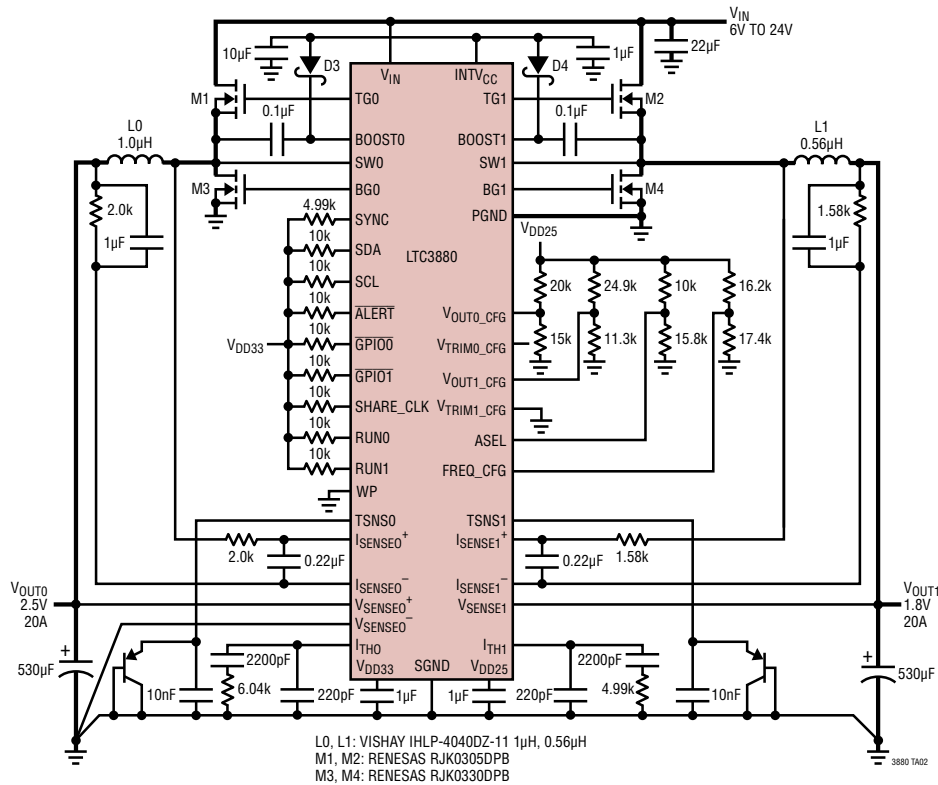 VIN
6V TO 24V
10µF
D3
D4
1µF
22µF
VIN
INTVCC
M1
TG0
TG1
M2
0.1µF
0.1µF
L0
1.0µH
BOOST0
BOOST1
L1
0.56µH
SW0
SW1
M3
BG0
BG1
M4
2.0k
1µF
4.99k
SYNC
PGND
1.58k
1µF
10k
SDA
LTC3880
VDD25
10k
SCL
20k
24.9k
10k
16.2k
10k
ALERT
VOUT0_CFG
15k
11.3k
15.8k
17.4k
VDD33
10k
GPIO0
VTRIM0_CFG
10k
GPIO1
VOUT1_CFG
10k
SHARE_CLK
VTRIM1_CFG
10k
RUN0
ASEL
10k
RUN1
FREQ_CFG
WP
TSNS0
TSNS1
2.0k
ISENSE0+
ISENSE1+
1.58k
0.22µF
0.22µF
ISENSE0–
ISENSE1–
VOUT0
2.5V
20A
VSENSE0+
VSENSE1
VOUT1
1.8V
20A
VSENSE0–
ITH0
ITH1
2200pF
2200pF
VDD33
SGND
VDD25
+
530µF
10nF
6.04k
220pF
1µF
1µF
220pF
4.99k
10nF
+
530µF
L0, L1: VISHAY IHLP-4040DZ-11 1µH, 0.56µH
M1, M2: RENESAS RJK0305DPB
M3, M4: RENESAS RJK0330DPB
3880 TA02